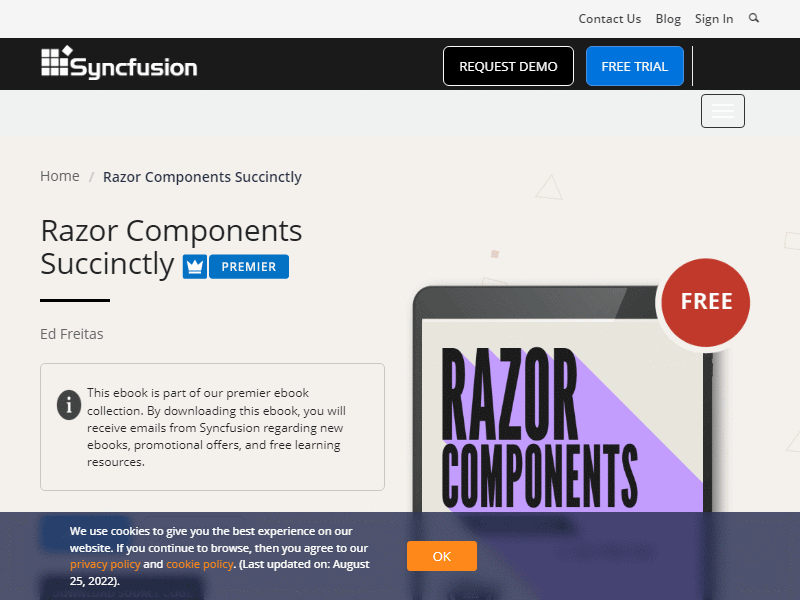 Contact Us Blog Sign In
Syncfusion
REQUEST DEMO
FREE TRIAL
Home / Razor Components Succinctly
Razor Components
Succinctly PREMIER
Ed Freitas
This ebook is part of our premier ebook
collection. By downloading this ebook, you will
receive emails from Syncfusion regarding new
ebooks, promotional offers, and free learning
resources.
FREE
RAZOR
COMPONENTS
We use cookies to give you the best experience on our
website. If you continue to browse, then you agree to our
privacy policy and cookie policy. (Last updated on: August
25, 2022).
OK